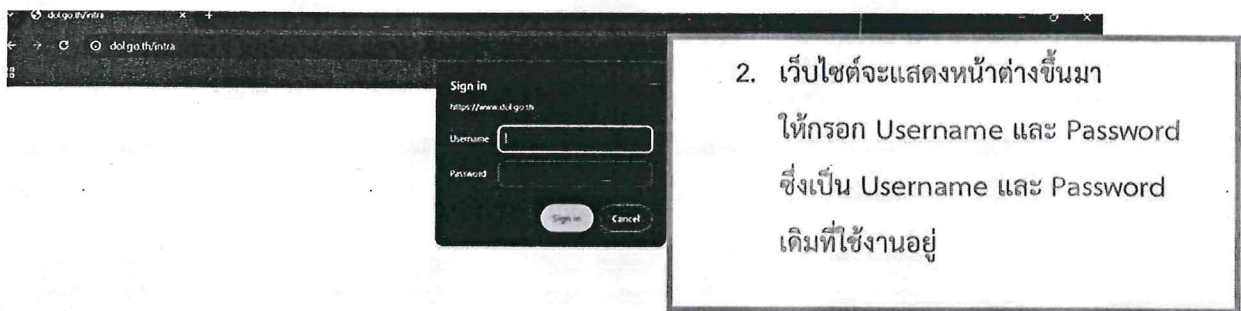 dol.go.th/intra
dol.go.th/intra
Sign in
https://www.dol.go.th
Username
Password
Sign in
Cancel
2. เว็บไซต์จะแสดงหน้าต่างขึ้นมา
ให้กรอก Username และ Password
ซึ่งเป็น Username และ Password
เดิมที่ใช้งานอยู่